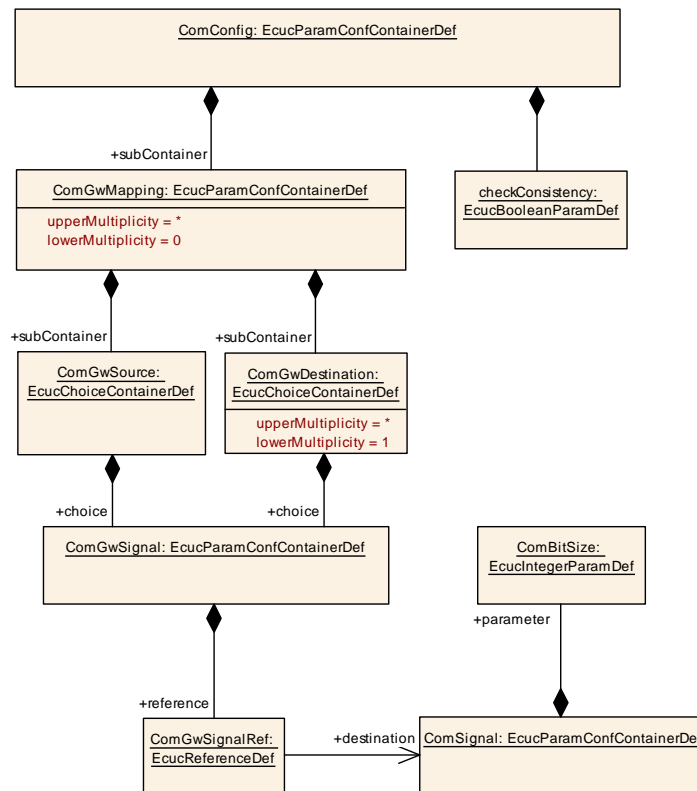 ComConfig: EcucParamConfContainerDef
+subContainer
ComGwMapping: EcucParamConfContainerDef
upperMultiplicity = *
lowerMultiplicity = 0
checkConsistency:
EcucBooleanParamDef
+subContainer
+subContainer
ComGwSource:
EcucChoiceContainerDef
ComGwDestination:
EcucChoiceContainerDef
upperMultiplicity = *
lowerMultiplicity = 1
+choice
+choice
ComGwSignal: EcucParamConfContainerDef
ComBitSize:
EcucIntegerParamDef
+parameter
+reference
ComGwSignalRef:
EcucReferenceDef
+destination
ComSignal: EcucParamConfContainerDe